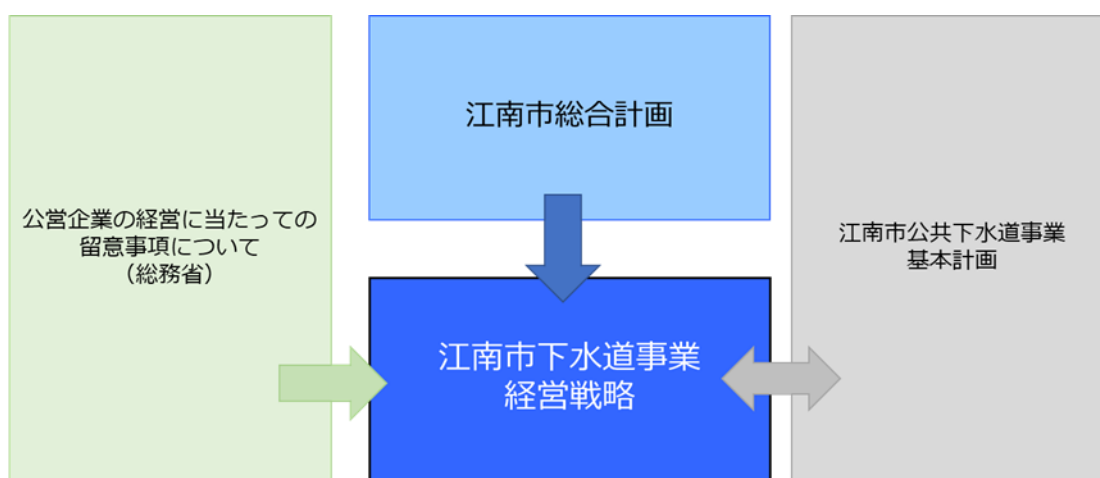 江南市総合計画
公営企業の経営に当たっての
留意事項について
（総務省）
江南市公共下水道事業
基本計画
江南市下水道事業
経営戦略